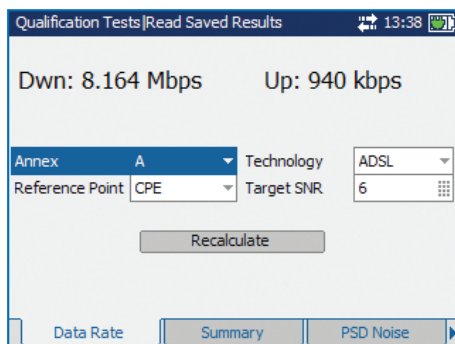 Qualification Tests|Read Saved Results 13:38
Dwn: 8.164 Mbps Up: 940 kbps
Annex A Technology ADSL
Reference Point CPE Target SNR 6
Recalculate
Data Rate Summary PSD Noise